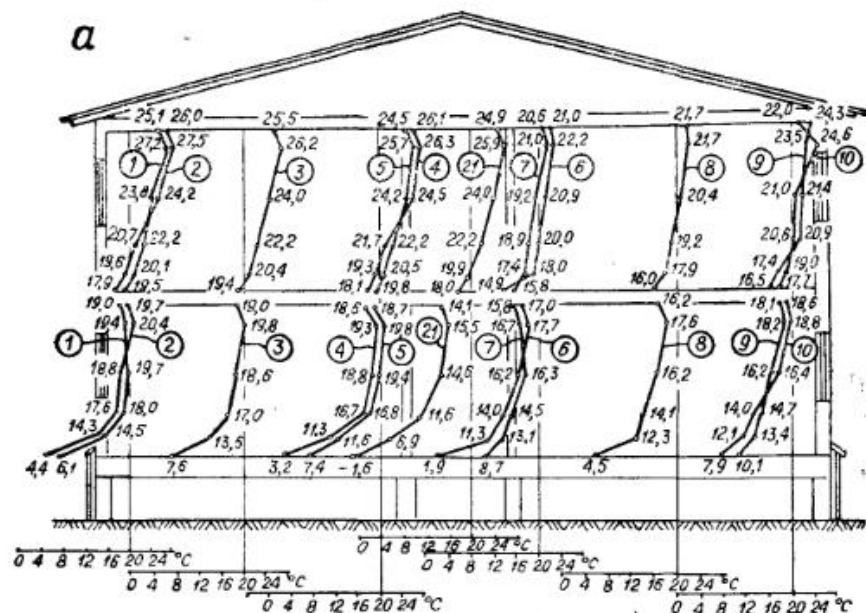 а
25,1 26,0 25,5 24,5 26,1 24,9 20,6 21,0 21,7 22,0 24,3
27,2 27,5 26,2 25,7 26,3 25,9 21,0 22,2 21,7 23,5 24,6
1 2 3 5 4 21 7 6 8 9 10
23,8 24,2 24,0 24,2 24,5 24,0 19,2 20,9 20,4 21,0 21,4
20,7 22,2 22,2 21,7 22,2 22,2 18,9 20,0 19,2 20,6 20,9
19,6 20,1 20,4 19,3 20,5 19,9 17,4 18,0 17,9 17,4 19,0
17,9 19,5 19,4 18,1 19,8 18,0 14,9 15,8 16,0 16,5 17,7
19,0 19,7 19,0 18,6 18,7 14,1 15,8 17,0 16,2 18,1 18,6
19,4 20,4 19,8 19,3 19,8 15,5 16,7 17,7 17,6 18,2 18,8
1 2 3 4 5 21 7 6 8 9 10
18,8 19,7 18,6 18,8 19,4 14,6 16,2 16,3 16,2 16,2 16,4
17,6 18,0 17,0 16,7 16,8 11,6 14,0 14,5 14,1 14,0 14,7
14,3 14,5 13,5 11,3 11,6 6,9 11,3 13,1 12,3 12,1 13,4
4,4 6,1 7,6 3,2 7,4 -1,6 1,9 8,7 4,5 7,9 10,1
0 4 8 12 16 20 24 °C
0 4 8 12 16 20 24 °C
0 4 8 12 16 20 24 °C
0 4 8 12 16 20 24 °C
0 4 8 12 16 20 24 °C
0 4 8 12 16 20 24 °C
0 4 8 12 16 20 24 °C